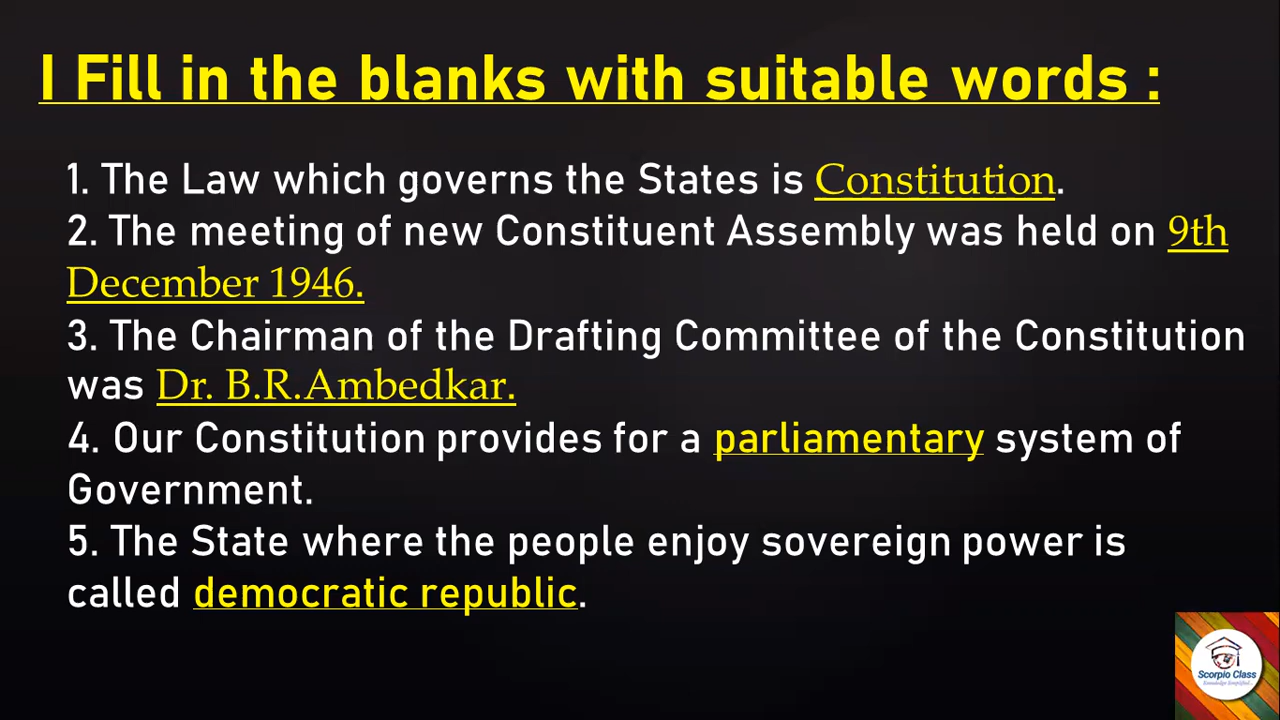 I Fill in the blanks with suitable words :
1. The Law which governs the States is Constitution.
2. The meeting of new Constituent Assembly was held on 9th
December 1946.
3. The Chairman of the Drafting Committee of the Constitution
was Dr. B.R.Ambedkar.
4. Our Constitution provides for a parliamentary system of
Government.
5. The State where the people enjoy sovereign power is
called democratic republic.
Scorpio Class
Knowledge Simplified...